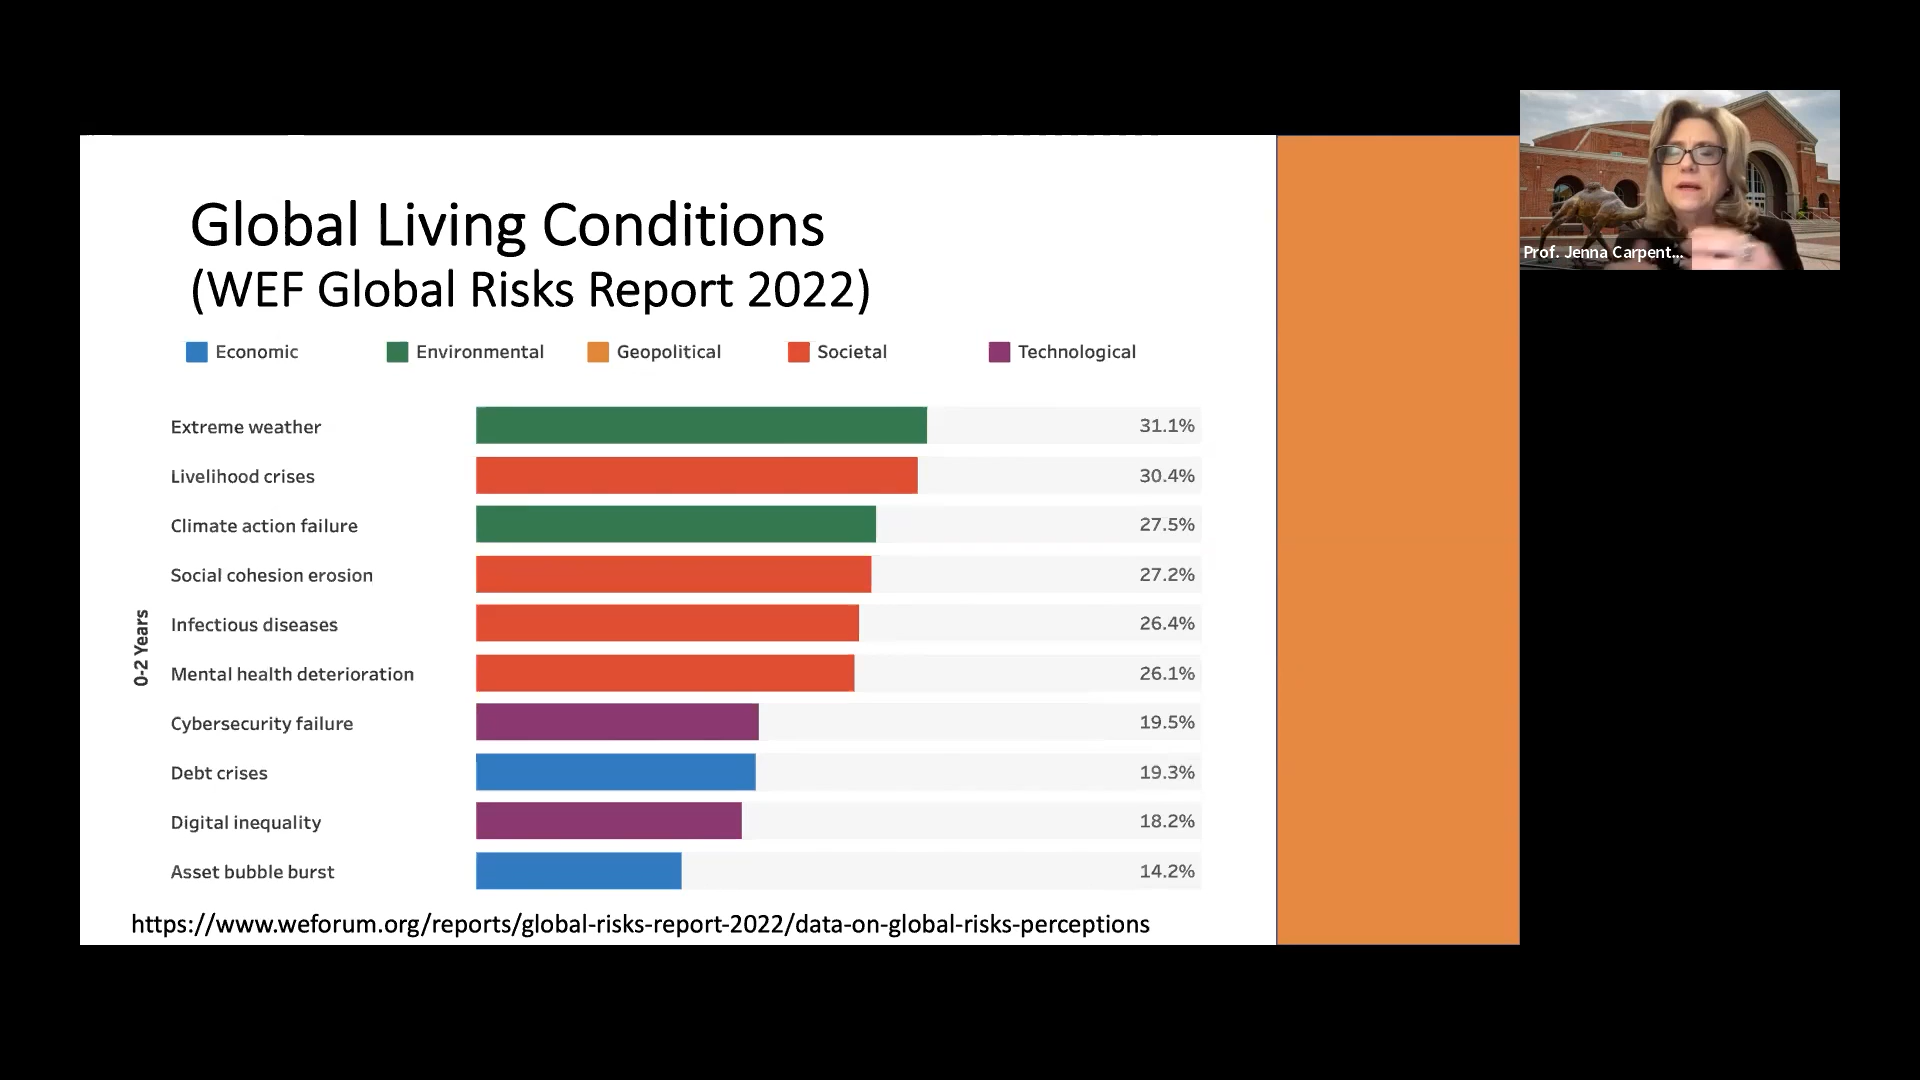 Global Living Conditions
(WEF Global Risks Report 2022)
Economic Environmental Geopolitical Societal Technological
0-2 Years
Extreme weather 31.1%
Livelihood crises 30.4%
Climate action failure 27.5%
Social cohesion erosion 27.2%
Infectious diseases 26.4%
Mental health deterioration 26.1%
Cybersecurity failure 19.5%
Debt crises 19.3%
Digital inequality 18.2%
Asset bubble burst 14.2%
https://www.weforum.org/reports/global-risks-report-2022/data-on-global-risks-perceptions
Prof. Jenna Carpent...